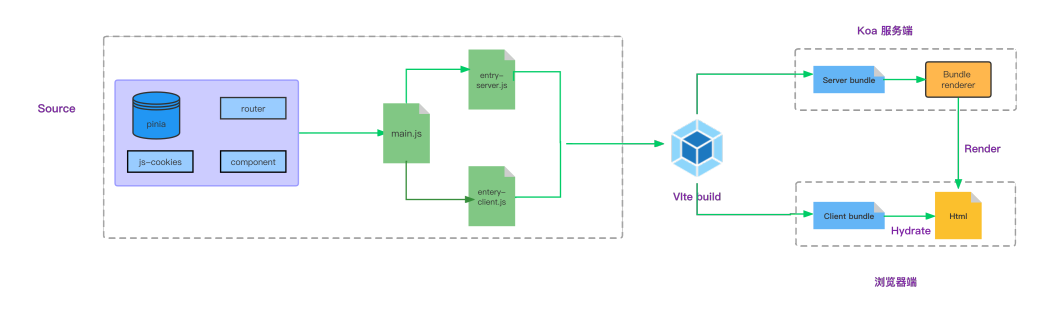 Koa 服务端
Source
pinia
router
js-cookies
component
main.js
entry-
server.js
entery-
client.js
VIte build
Server bundle
Bundle
renderer
Render
Client bundle
Hydrate
Html
浏览器端